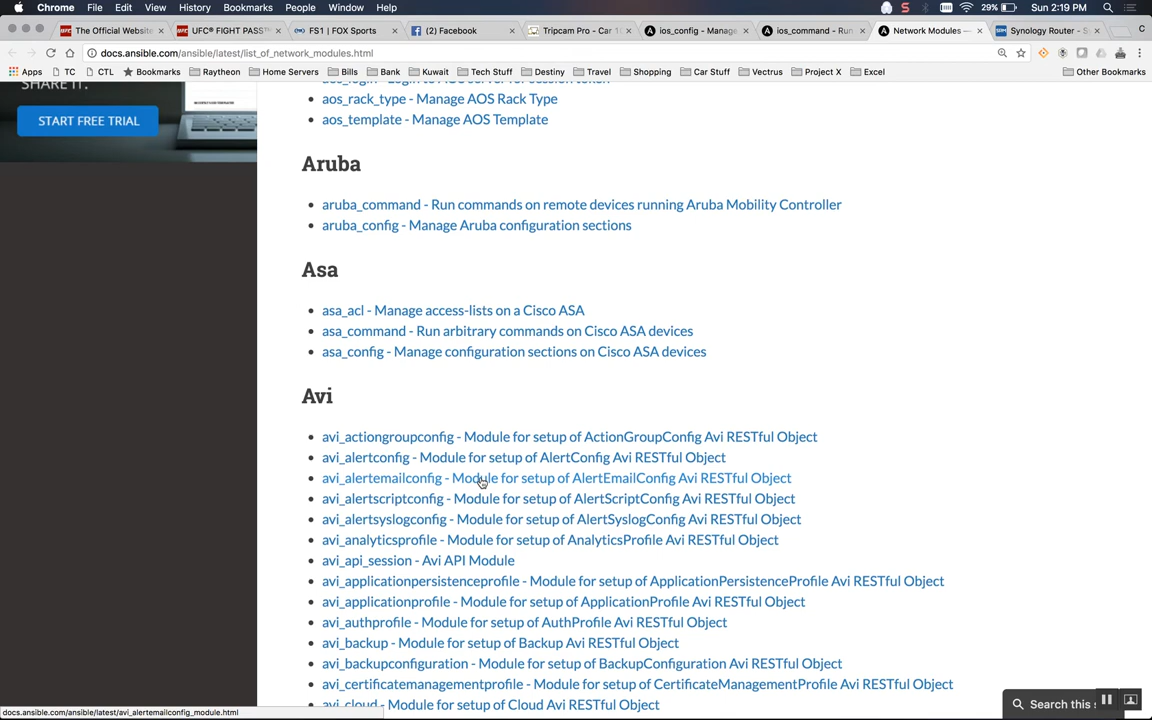 Chrome File Edit View History Bookmarks People Window Help 29% Sun 2:19 PM
The Official Website UFC® FIGHT PASS™ FS1 | FOX Sports (2) Facebook Tripcam Pro - Car 1 ios_config - Manage ios_command - Run Network Modules — Synology Router - S C
docs.ansible.com/ansible/latest/list_of_network_modules.html
Apps TC CTL Bookmarks Raytheon Home Servers Bills Bank Kuwait Tech Stuff Destiny Travel Shopping Car Stuff Vectrus Project X Excel Other Bookmarks
SHARE IT.
START FREE TRIAL
aos_rack_type - Manage AOS Rack Type
aos_template - Manage AOS Template
Aruba
aruba_command - Run commands on remote devices running Aruba Mobility Controller
aruba_config - Manage Aruba configuration sections
Asa
asa_acl - Manage access-lists on a Cisco ASA
asa_command - Run arbitrary commands on Cisco ASA devices
asa_config - Manage configuration sections on Cisco ASA devices
Avi
avi_actiongroupconfig - Module for setup of ActionGroupConfig Avi RESTful Object
avi_alertconfig - Module for setup of AlertConfig Avi RESTful Object
avi_alertemailconfig - Module for setup of AlertEmailConfig Avi RESTful Object
avi_alertscriptconfig - Module for setup of AlertScriptConfig Avi RESTful Object
avi_alertsyslogconfig - Module for setup of AlertSyslogConfig Avi RESTful Object
avi_analyticsprofile - Module for setup of AnalyticsProfile Avi RESTful Object
avi_api_session - Avi API Module
avi_applicationpersistenceprofile - Module for setup of ApplicationPersistenceProfile Avi RESTful Object
avi_applicationprofile - Module for setup of ApplicationProfile Avi RESTful Object
avi_authprofile - Module for setup of AuthProfile Avi RESTful Object
avi_backup - Module for setup of Backup Avi RESTful Object
avi_backupconfiguration - Module for setup of BackupConfiguration Avi RESTful Object
avi_certificatemanagementprofile - Module for setup of CertificateManagementProfile Avi RESTful Object
avi_cloud - Module for setup of Cloud Avi RESTful Object
Search this s
docs.ansible.com/ansible/latest/avi_alertemailconfig_module.html